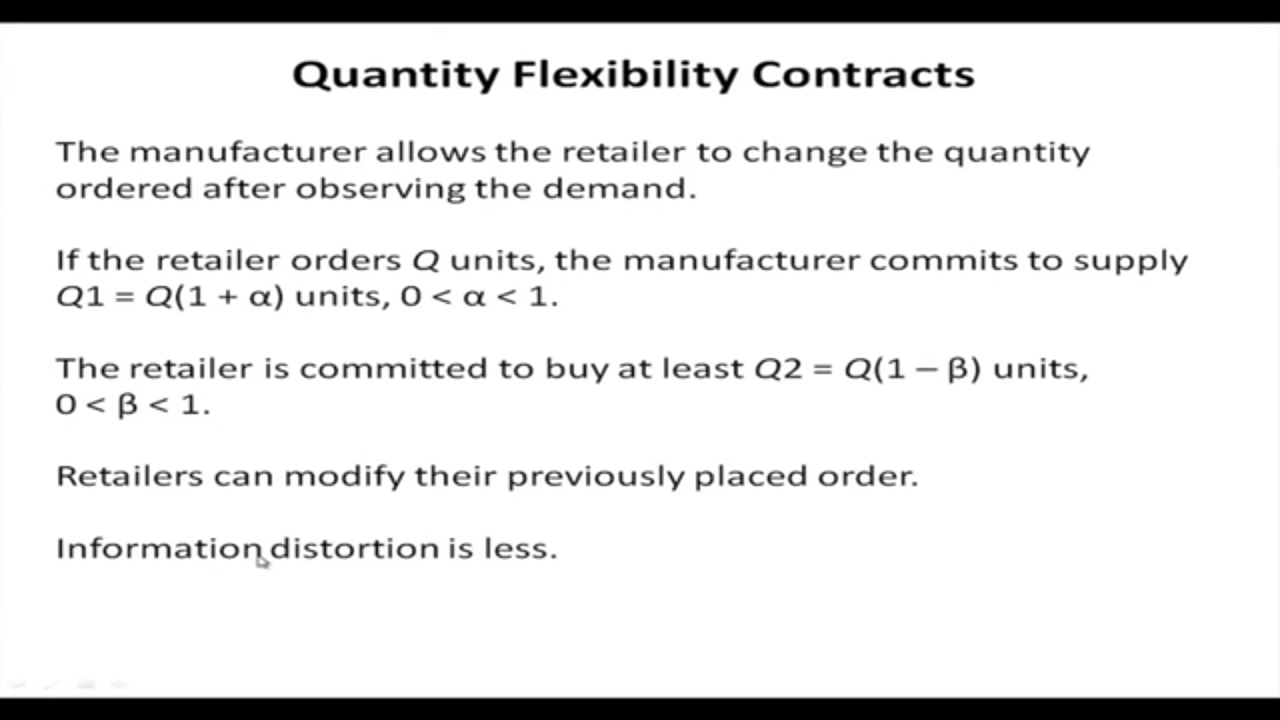 Quantity Flexibility Contracts
The manufacturer allows the retailer to change the quantity
ordered after observing the demand.
If the retailer orders Q units, the manufacturer commits to supply
Q1 = Q(1 + α) units, 0 < α < 1.
The retailer is committed to buy at least Q2 = Q(1 – β) units,
0 < β < 1.
Retailers can modify their previously placed order.
Information distortion is less.